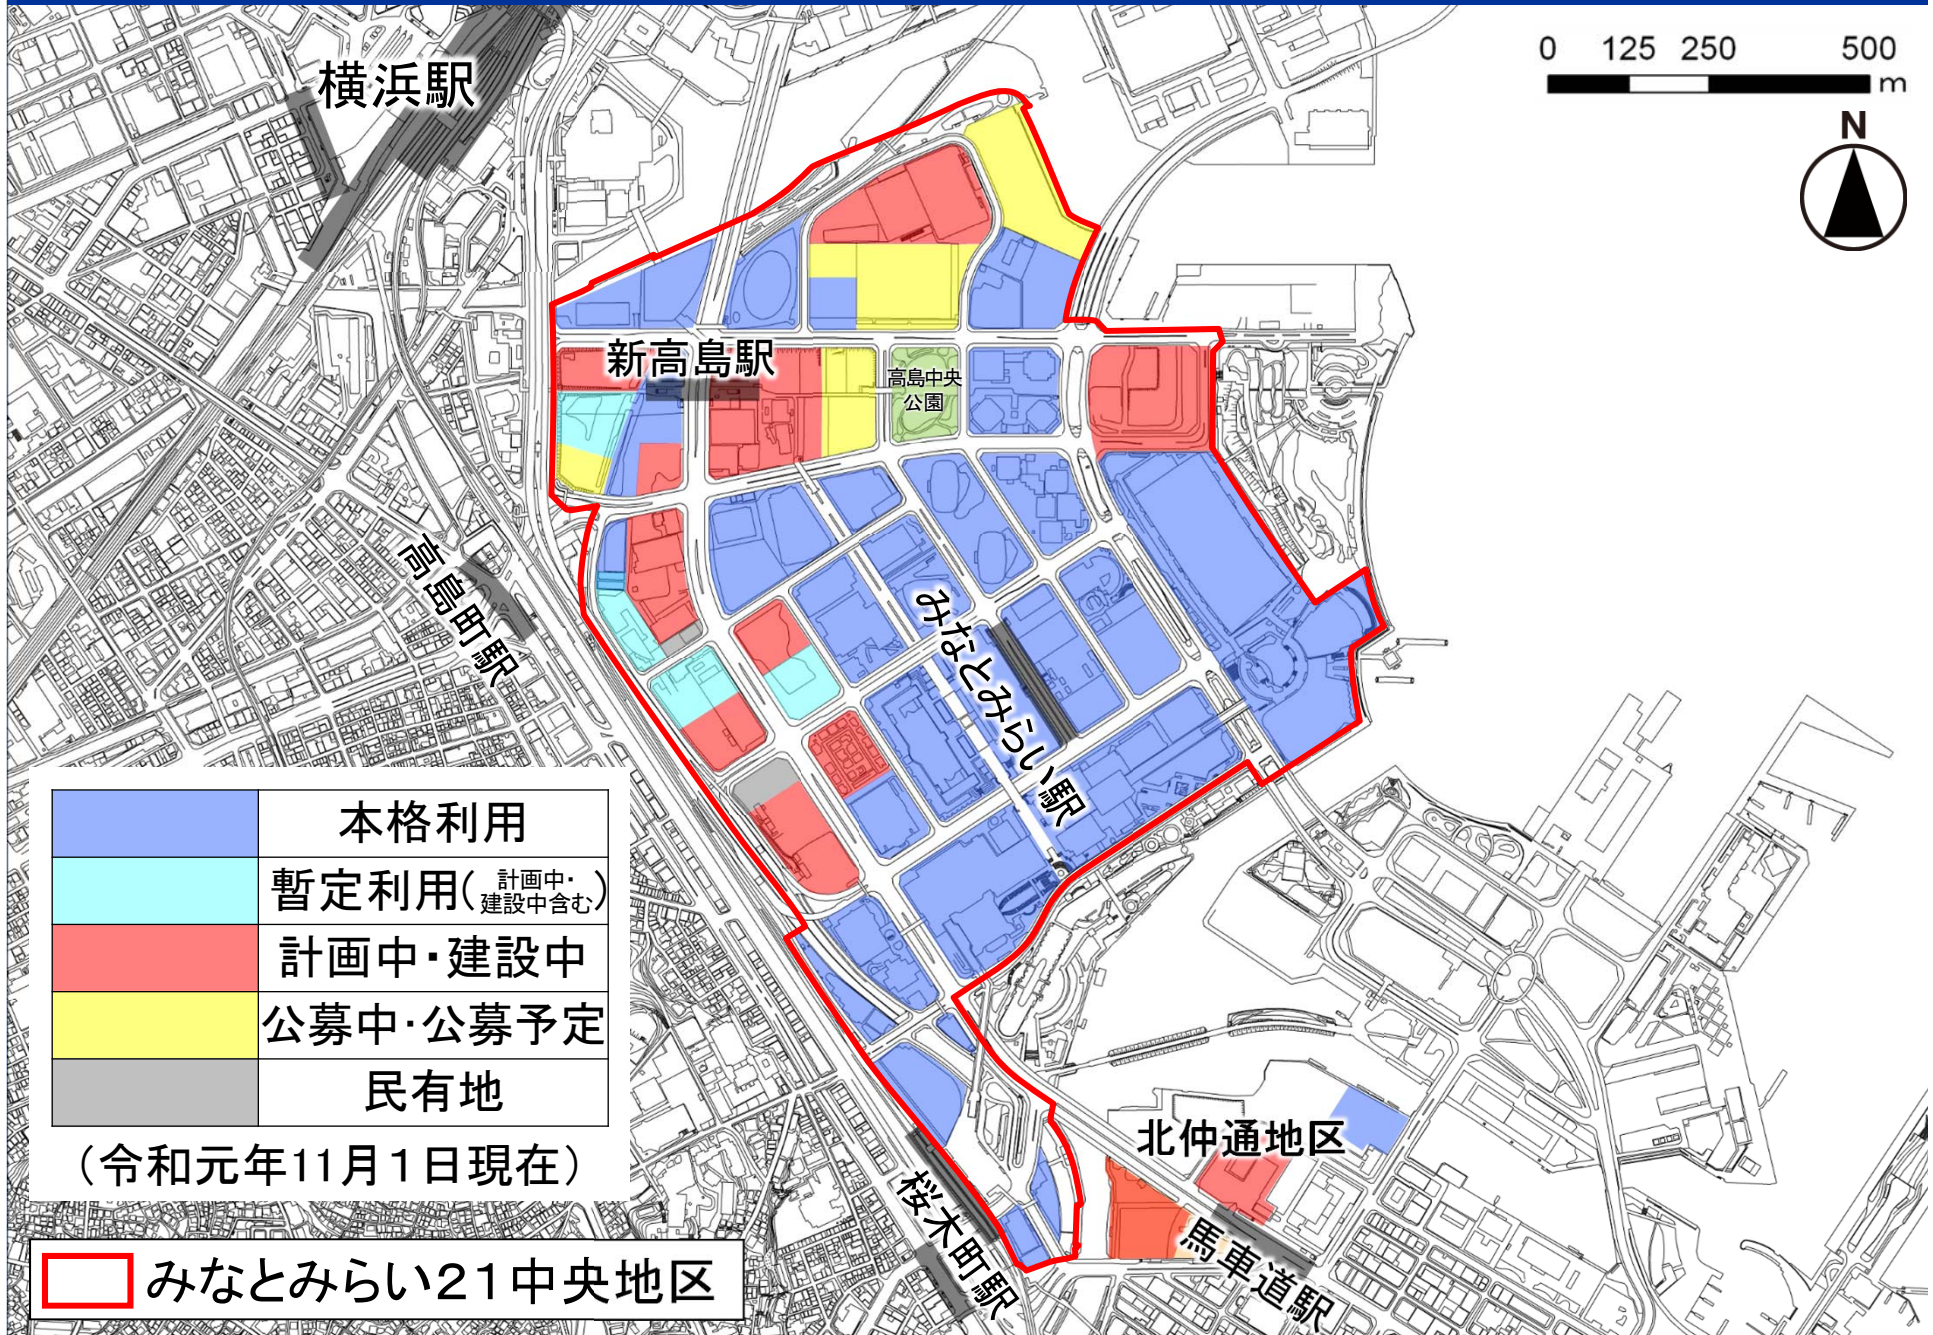 横浜駅
0 125 250 500
m
N
新高島駅
高島中央
公園
高島町駅
みなとみらい駅
本格利用
暫定利用(計画中・建設中含む)
計画中・建設中
公募中・公募予定
民有地
（令和元年11月１日現在）
北仲通地区
桜木町駅
馬車道駅
みなとみらい２１中央地区